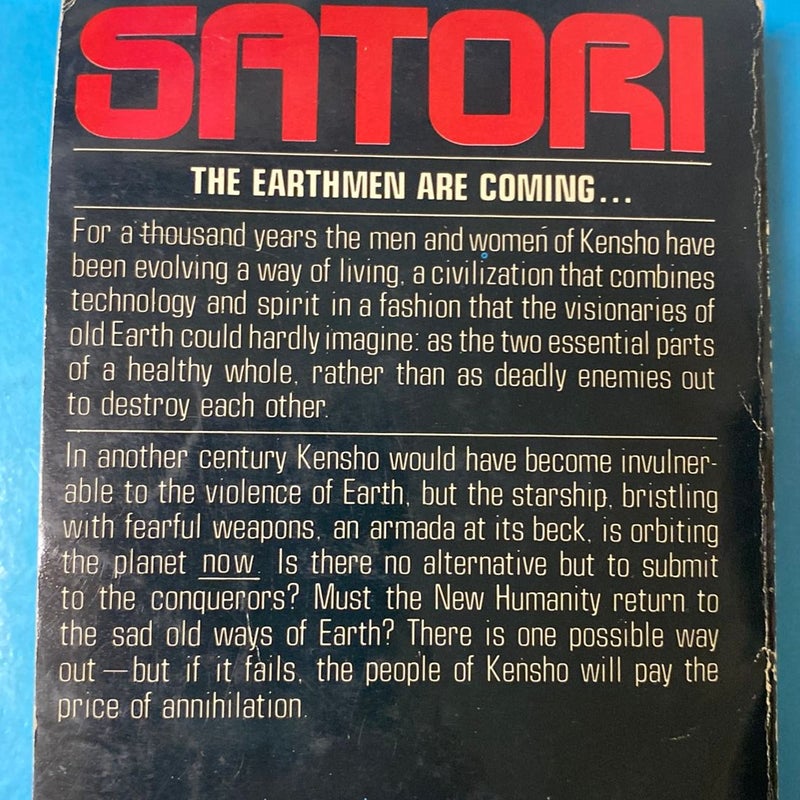 SATORI
THE EARTHMEN ARE COMING...
For a thousand years the men and women of Kensho have
been evolving a way of living, a civilization that combines
technology and spirit in a fashion that the visionaries of
old Earth could hardly imagine: as the two essential parts
of a healthy whole, rather than as deadly enemies out
to destroy each other.
In another century Kensho would have become invulner-
able to the violence of Earth, but the starship, bristling
with fearful weapons, an armada at its beck, is orbiting
the planet now. Is there no alternative but to submit
to the conquerors? Must the New Humanity return to
the sad old ways of Earth? There is one possible way
out—but if it fails, the people of Kensho will pay the
price of annihilation.